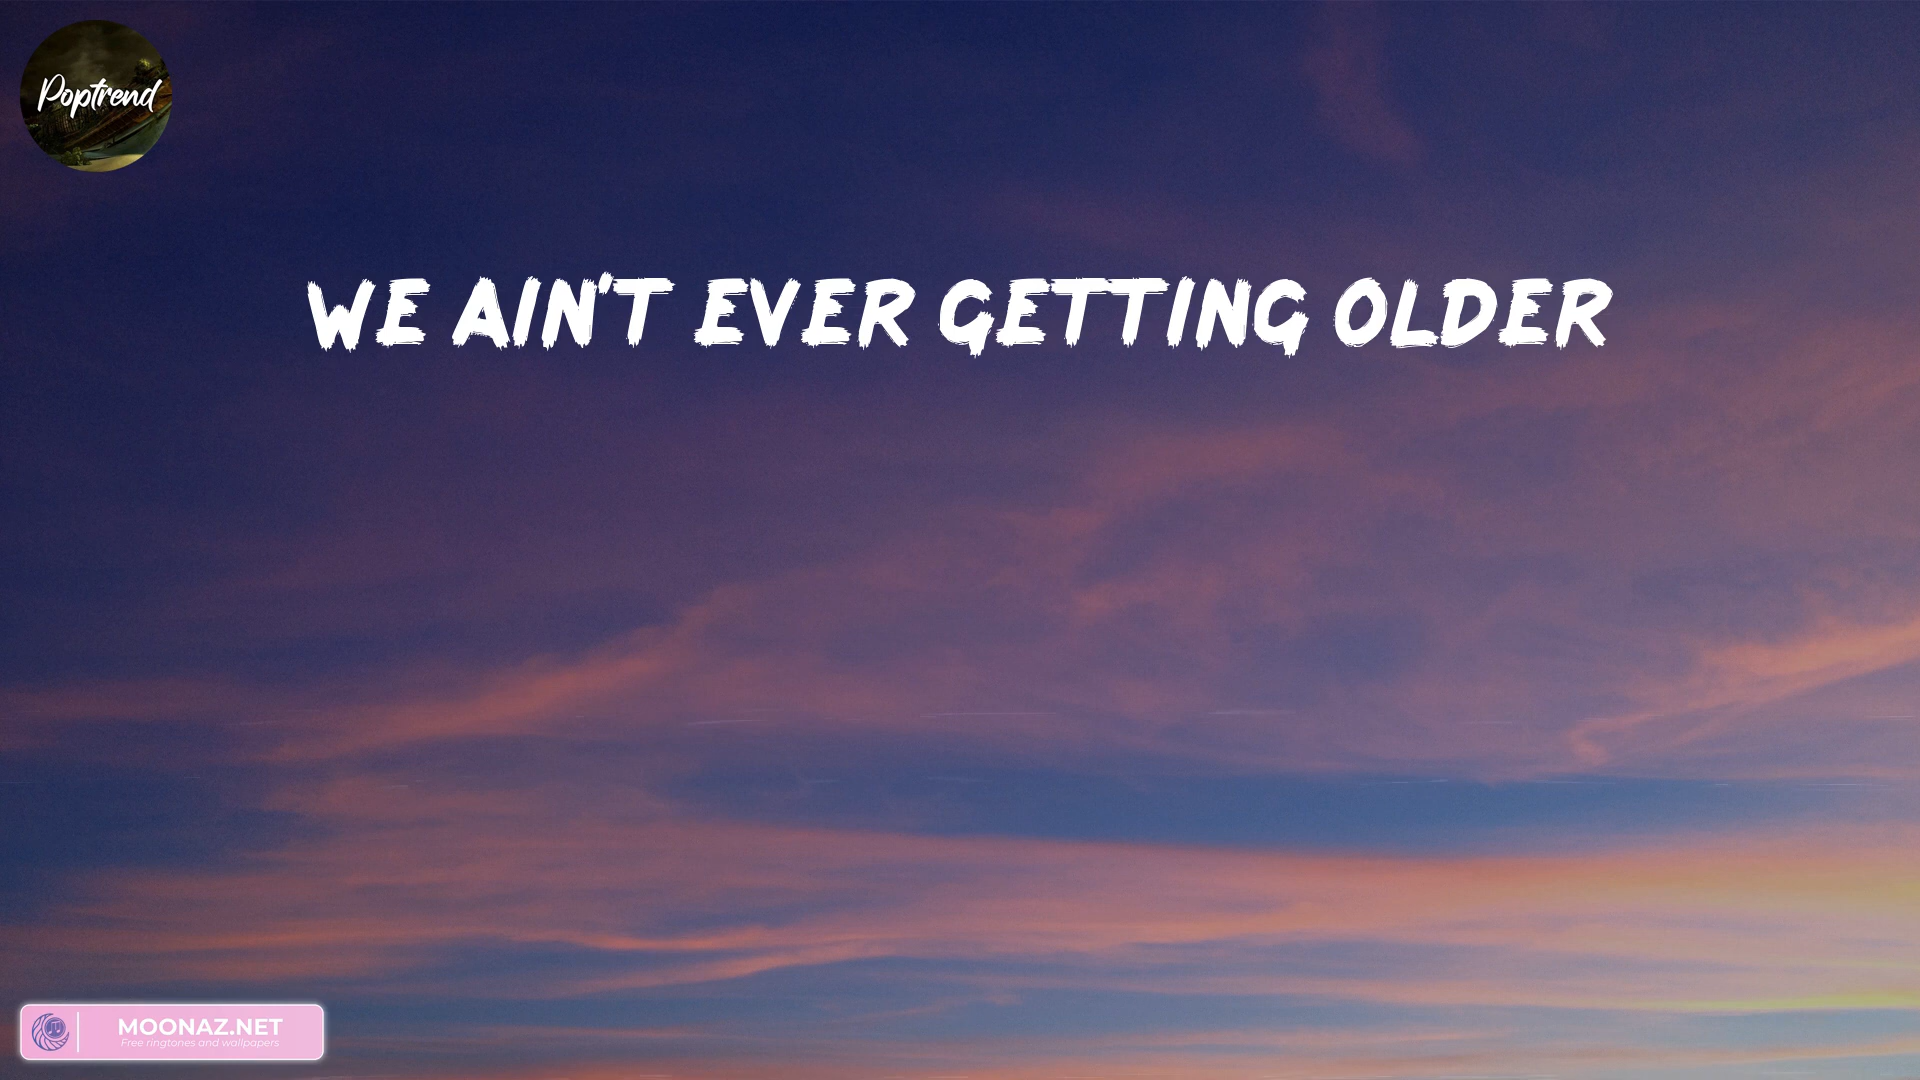 Poptrend
WE AIN'T EVER GETTING OLDER
MOONAZ.NET
Free ringtones and wallpapers